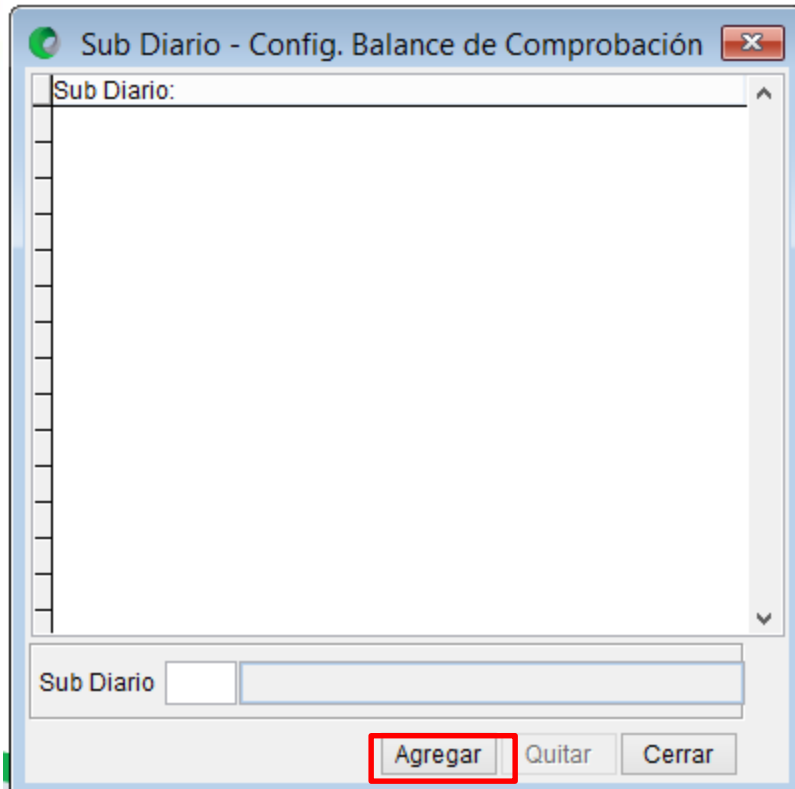 Sub Diario - Config. Balance de Comprobación
Sub Diario:
Sub Diario
Agregar Quitar Cerrar